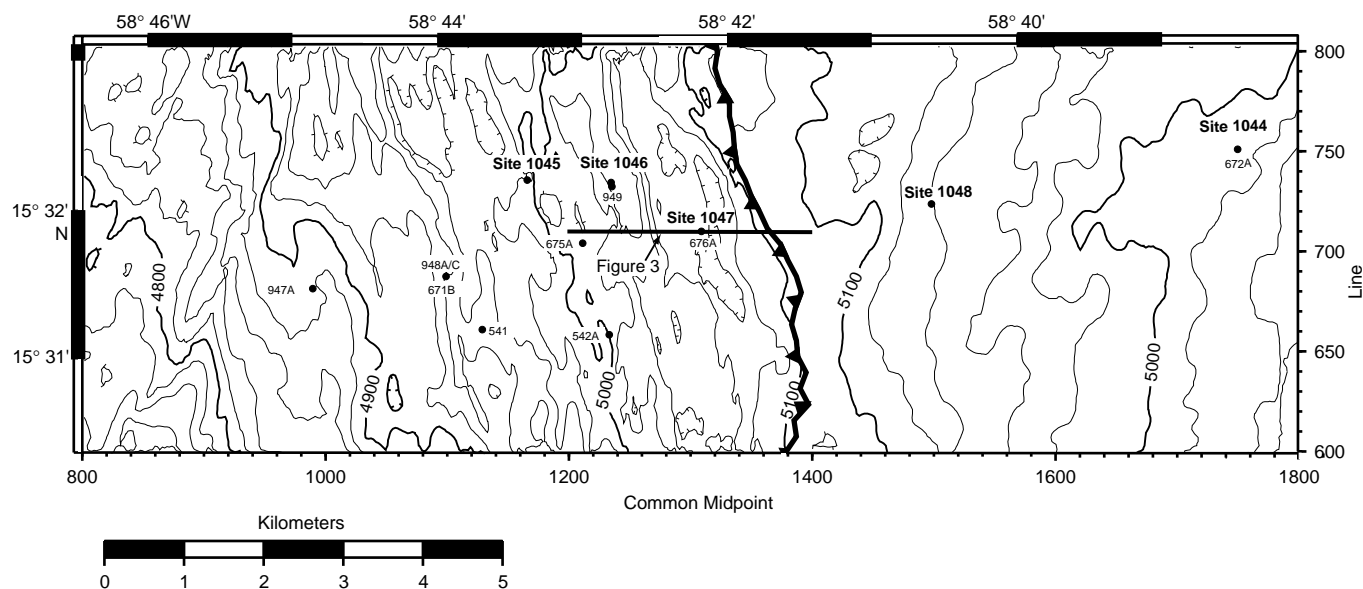 58° 46'W 58° 44' 58° 42' 58° 40'
800
Site 1044
672A
750
Site 1045 Site 1046
949
Site 1048
15° 32'
N
Site 1047
675A 676A
700
Figure 3
948A/C
671B
4800
947A
5100
Line
541
542A
15° 31'
650
4900
5000
5100
5000
600
800 1000 1200 1400 1600 1800
Common Midpoint
Kilometers
0 1 2 3 4 5